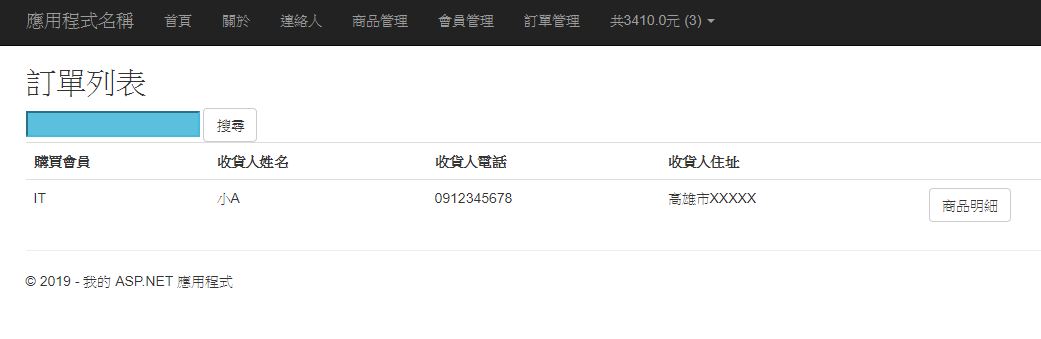 應用程式名稱 首頁 關於 連絡人 商品管理 會員管理 訂單管理 共3410.0元 (3)
訂單列表
搜尋
購買會員 收貨人姓名 收貨人電話 收貨人住址
IT 小A 0912345678 高雄市XXXXX 商品明細
© 2019 - 我的 ASP.NET 應用程式